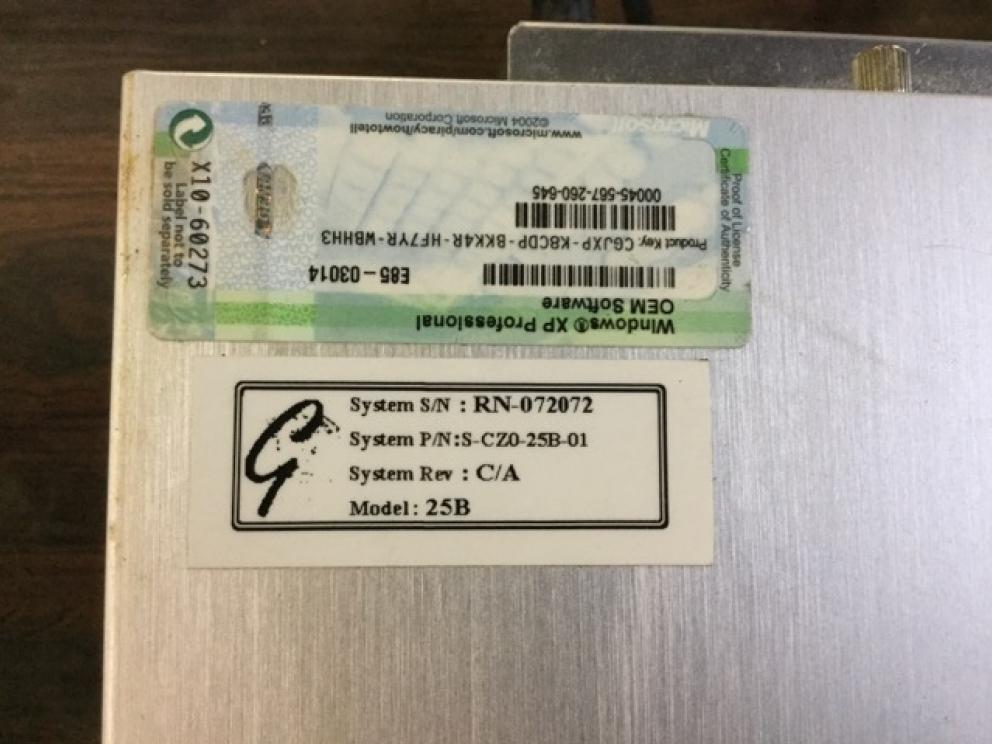 Windows® XP Professional
OEM Software
E85-03014
Product Key: CGJXP-K8CDP-BKK4R-HF7YR-WBHH3
00045-567-260-645
Proof of License
Certificate of Authenticity
Microsoft
www.microsoft.com/piracy/howtotell
©2004 Microsoft Corporation
X10-60273
Label not to
be sold separately
System S/N : RN-072072
System P/N:S-CZ0-25B-01
System Rev : C/A
Model: 25B